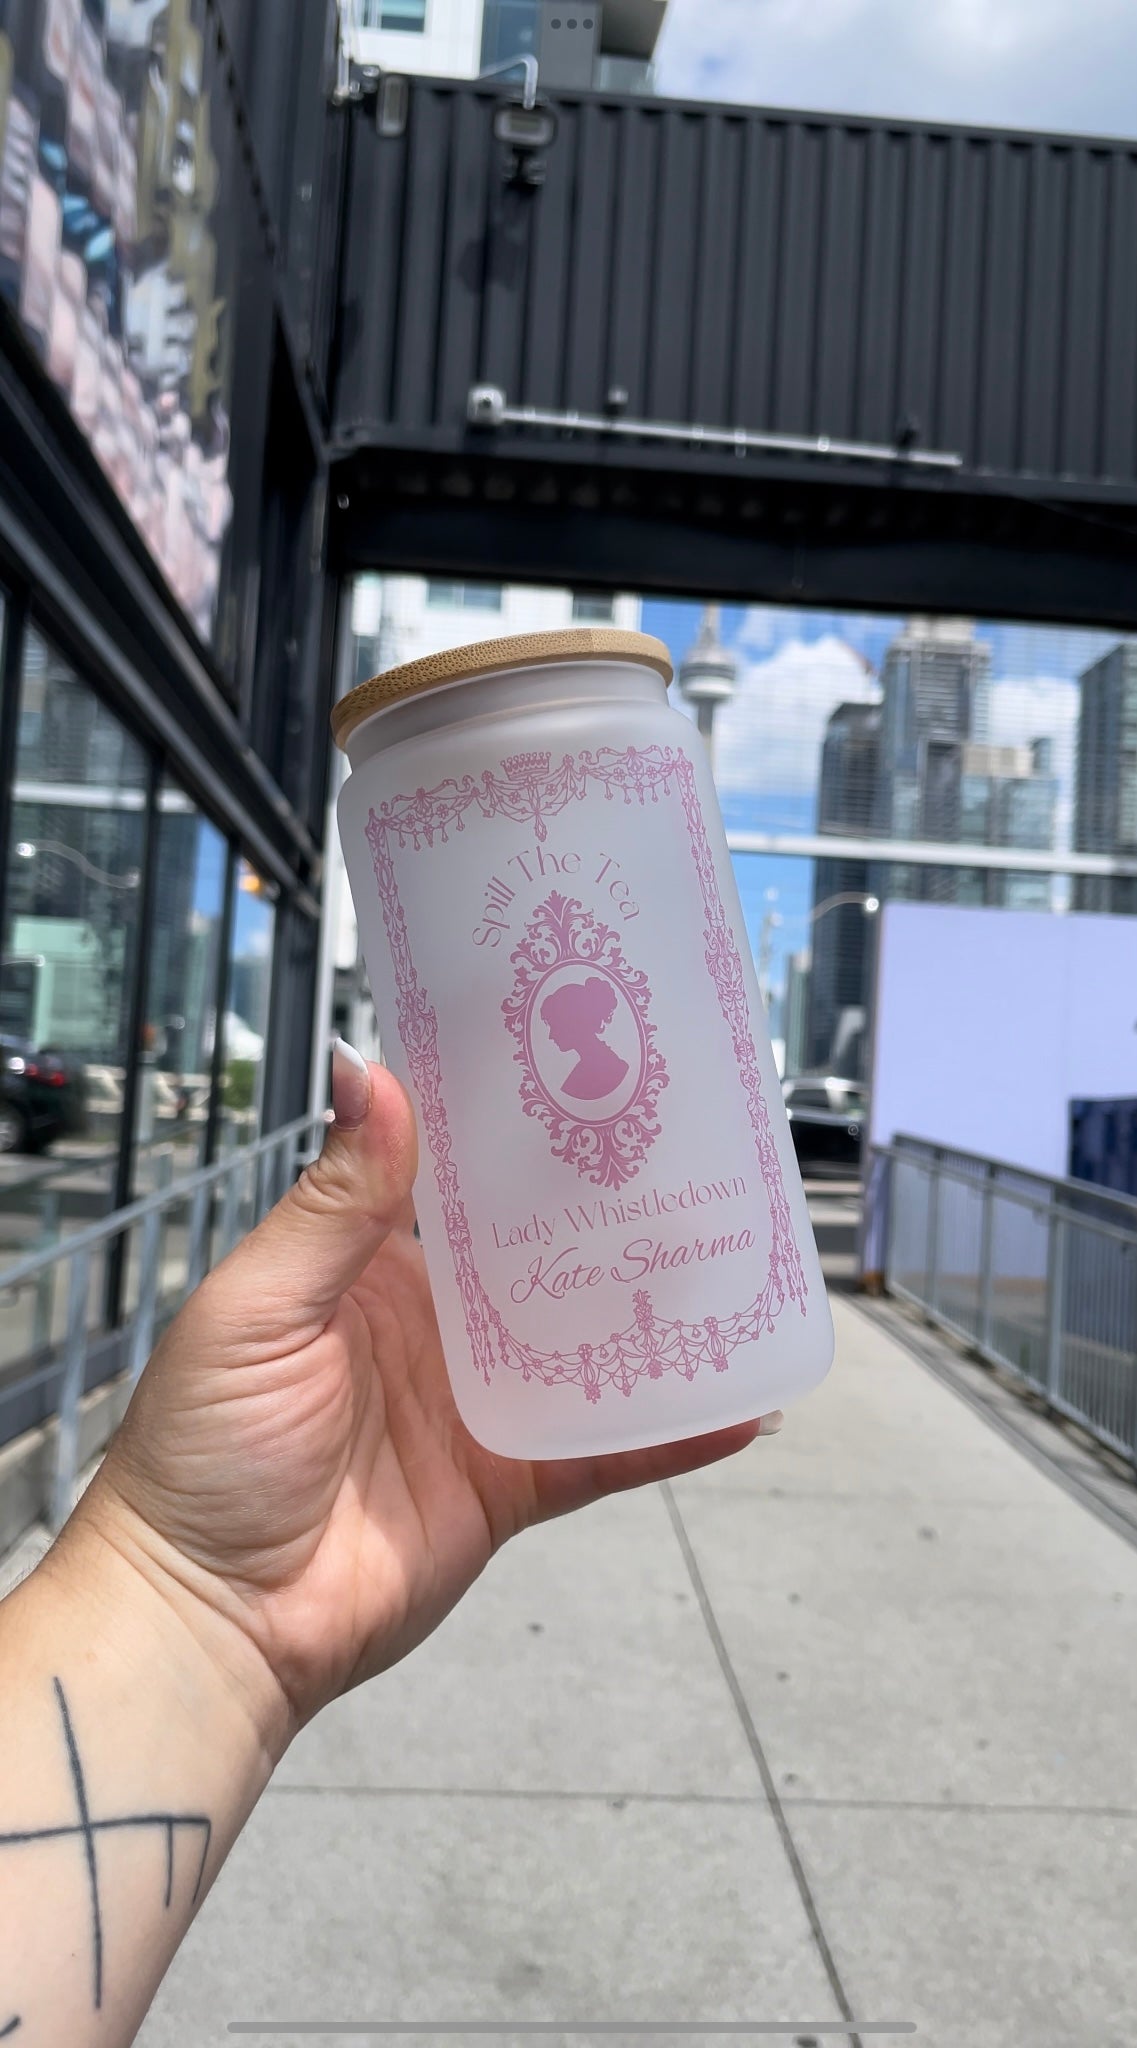 Spill The Tea
Lady Whistledown
Kate Sharma